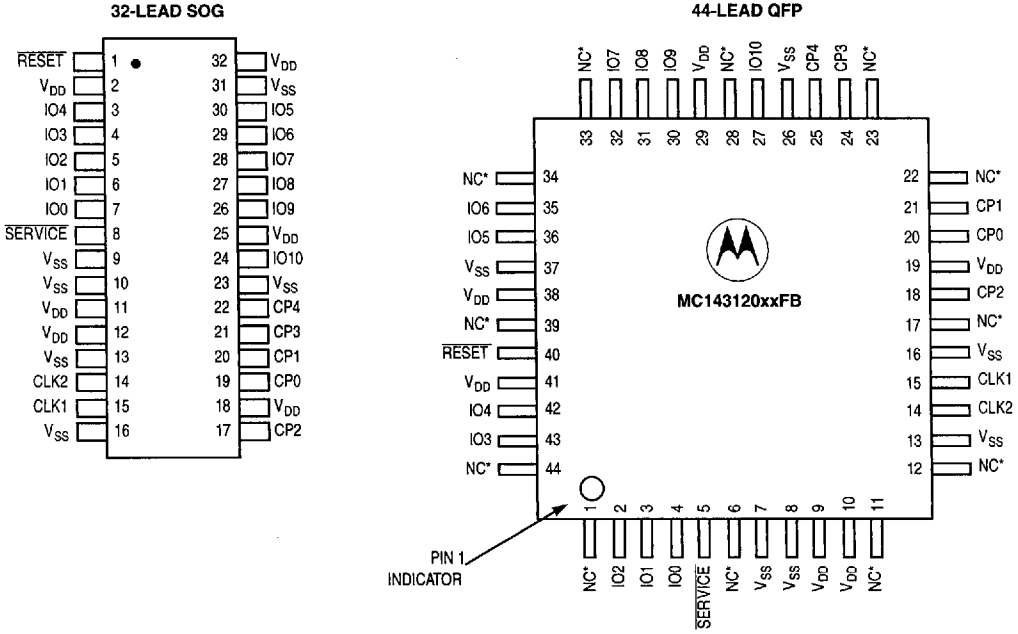 32-LEAD SOG
RESET 1 32 VDD
VDD 2 31 VSS
IO4 3 30 IO5
IO3 4 29 IO6
IO2 5 28 IO7
IO1 6 27 IO8
IO0 7 26 IO9
SERVICE 8 25 VDD
VSS 9 24 IO10
VSS 10 23 VSS
VDD 11 22 CP4
VDD 12 21 CP3
VSS 13 20 CP1
CLK2 14 19 CP0
CLK1 15 18 VDD
VSS 16 17 CP2
44-LEAD QFP
NC* IO7 IO8 IO9 VDD NC* IO10 VSS CP4 CP3 NC*
33 32 31 30 29 28 27 26 25 24 23
NC* 34 22 NC*
IO6 35 21 CP1
IO5 36 20 CP0
VSS 37 19 VDD
VDD 38 18 CP2
NC* 39 17 NC*
RESET 40 16 VSS
VDD 41 15 CLK1
IO4 42 14 CLK2
IO3 43 13 VSS
NC* 44 12 NC*
MC143120xxFB
1 2 3 4 5 6 7 8 9 10 11
NC* IO2 IO1 IO0 SERVICE NC* VSS VSS VDD VDD NC*
PIN 1
INDICATOR